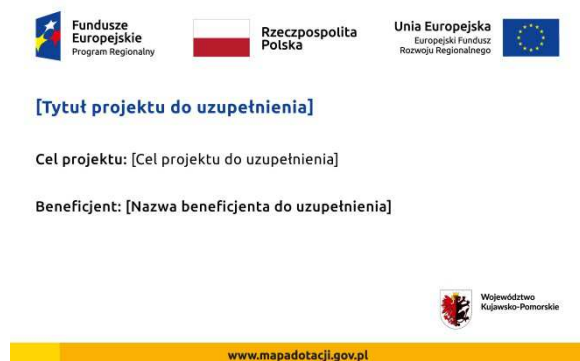 Fundusze
Europejskie
Program Regionalny
Rzeczpospolita
Polska
Unia Europejska
Europejski Fundusz
Rozwoju Regionalnego
[Tytuł projektu do uzupełnienia]
Cel projektu: [Cel projektu do uzupełnienia]
Beneficjent: [Nazwa beneficjenta do uzupełnienia]
Województwo
Kujawsko-Pomorskie
www.mapadotacji.gov.pl